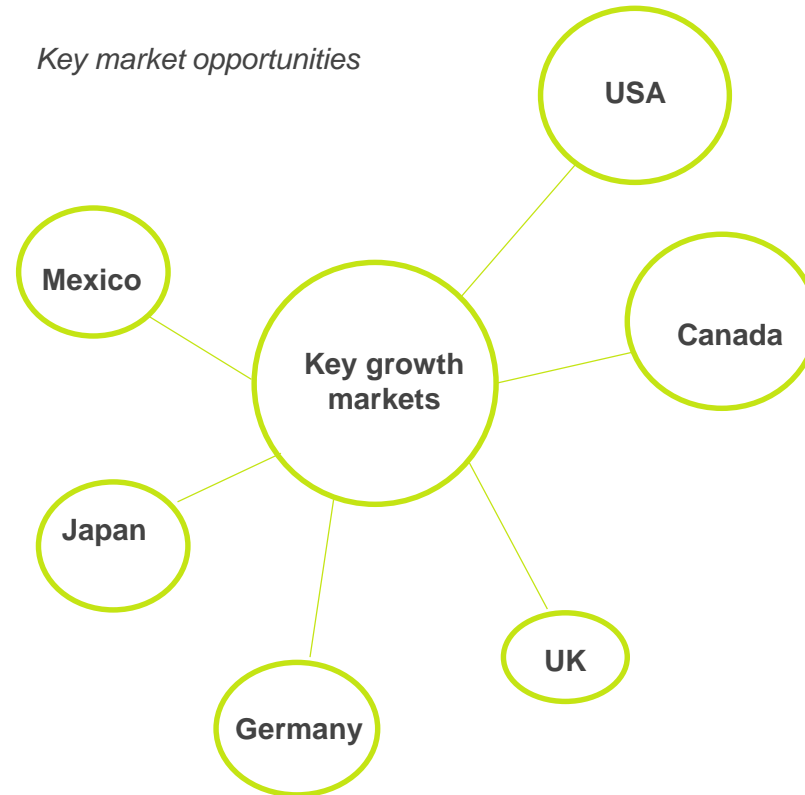 Key market opportunities
USA
Mexico
Canada
Key growth
markets
Japan
UK
Germany